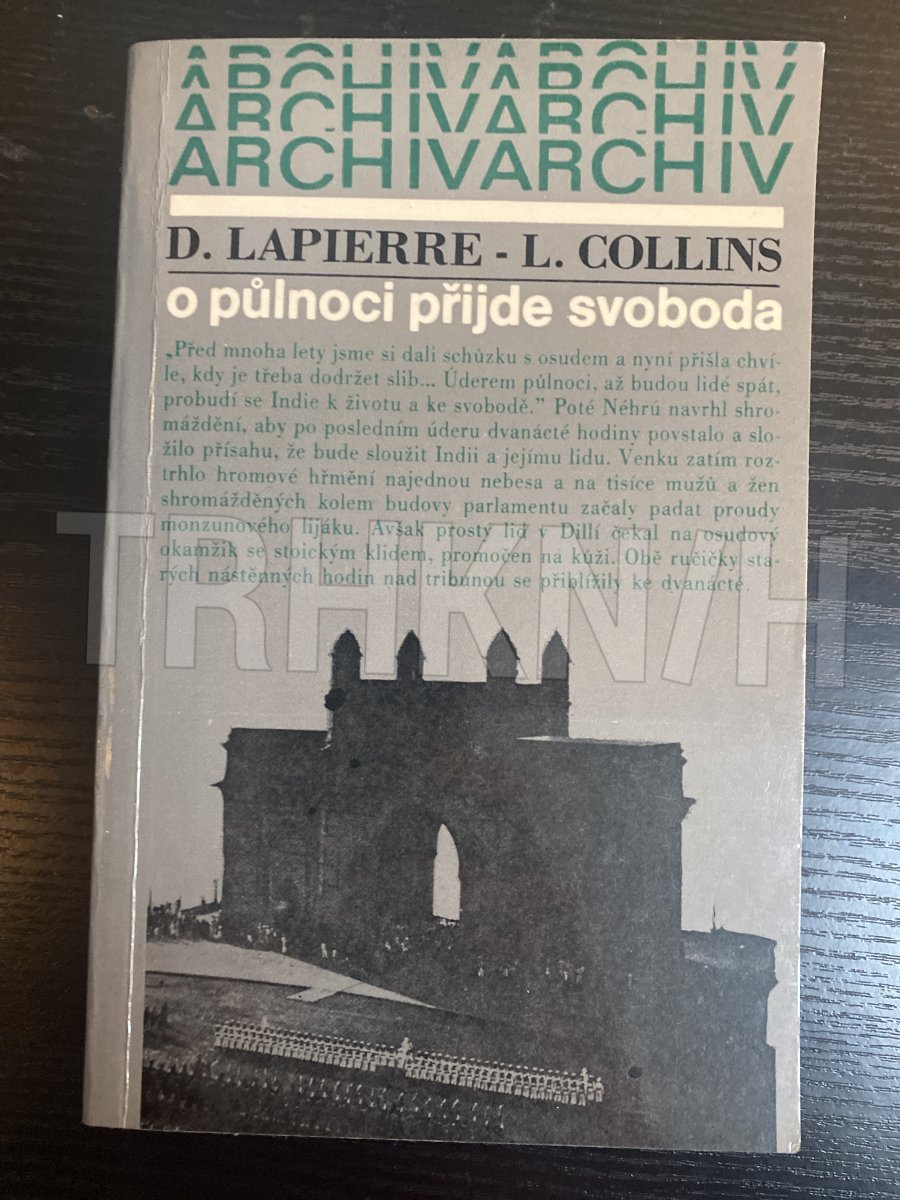 ARCHIVARCHIV
ARCHIVARCHIV
ARCHIVARCHIV
ARCHIVARCHIV
D. LAPIERRE - L. COLLINS
o půlnoci přijde svoboda
„Před mnoha lety jsme si dali schůzku s osudem a nyní přišla chví-
le, kdy je třeba dodržet slib... Úderem půlnoci, až budou lidé spát,
probudí se Indie k životu a ke svobodě.” Poté Néhrú navrhl shro-
máždění, aby po posledním úderu dvanácté hodiny povstalo a slo-
žilo přísahu, že bude sloužit Indii a jejímu lidu. Venku zatím roz-
trhlo hromové hřmění najednou nebesa a na tisíce mužů a žen
shromážděných kolem budovy parlamentu začaly padat proudy
monzunového lijáku. Avšak prostý lid v Dillí čekal na osudový
okamžik se stoickým klidem, promočen na kůži. Obě ručičky sta-
rých nástěnných hodin nad tribunou se přiblížily ke dvanácté.
TRHKNIH